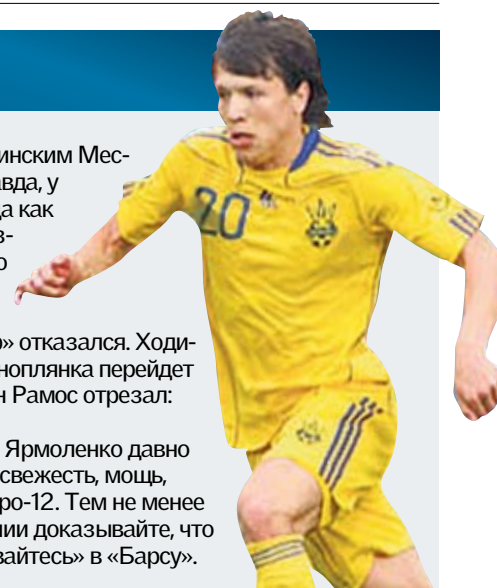 инским Мес-
авда, у
да как
в-
о
» отказался. Ходи-
ноплянка перейдет
н Рамос отрезал:
Ярмоленко давно
свежесть, мощь,
ро-12. Тем не менее
нии доказывайте, что
вайтесь» в «Барсу».
20